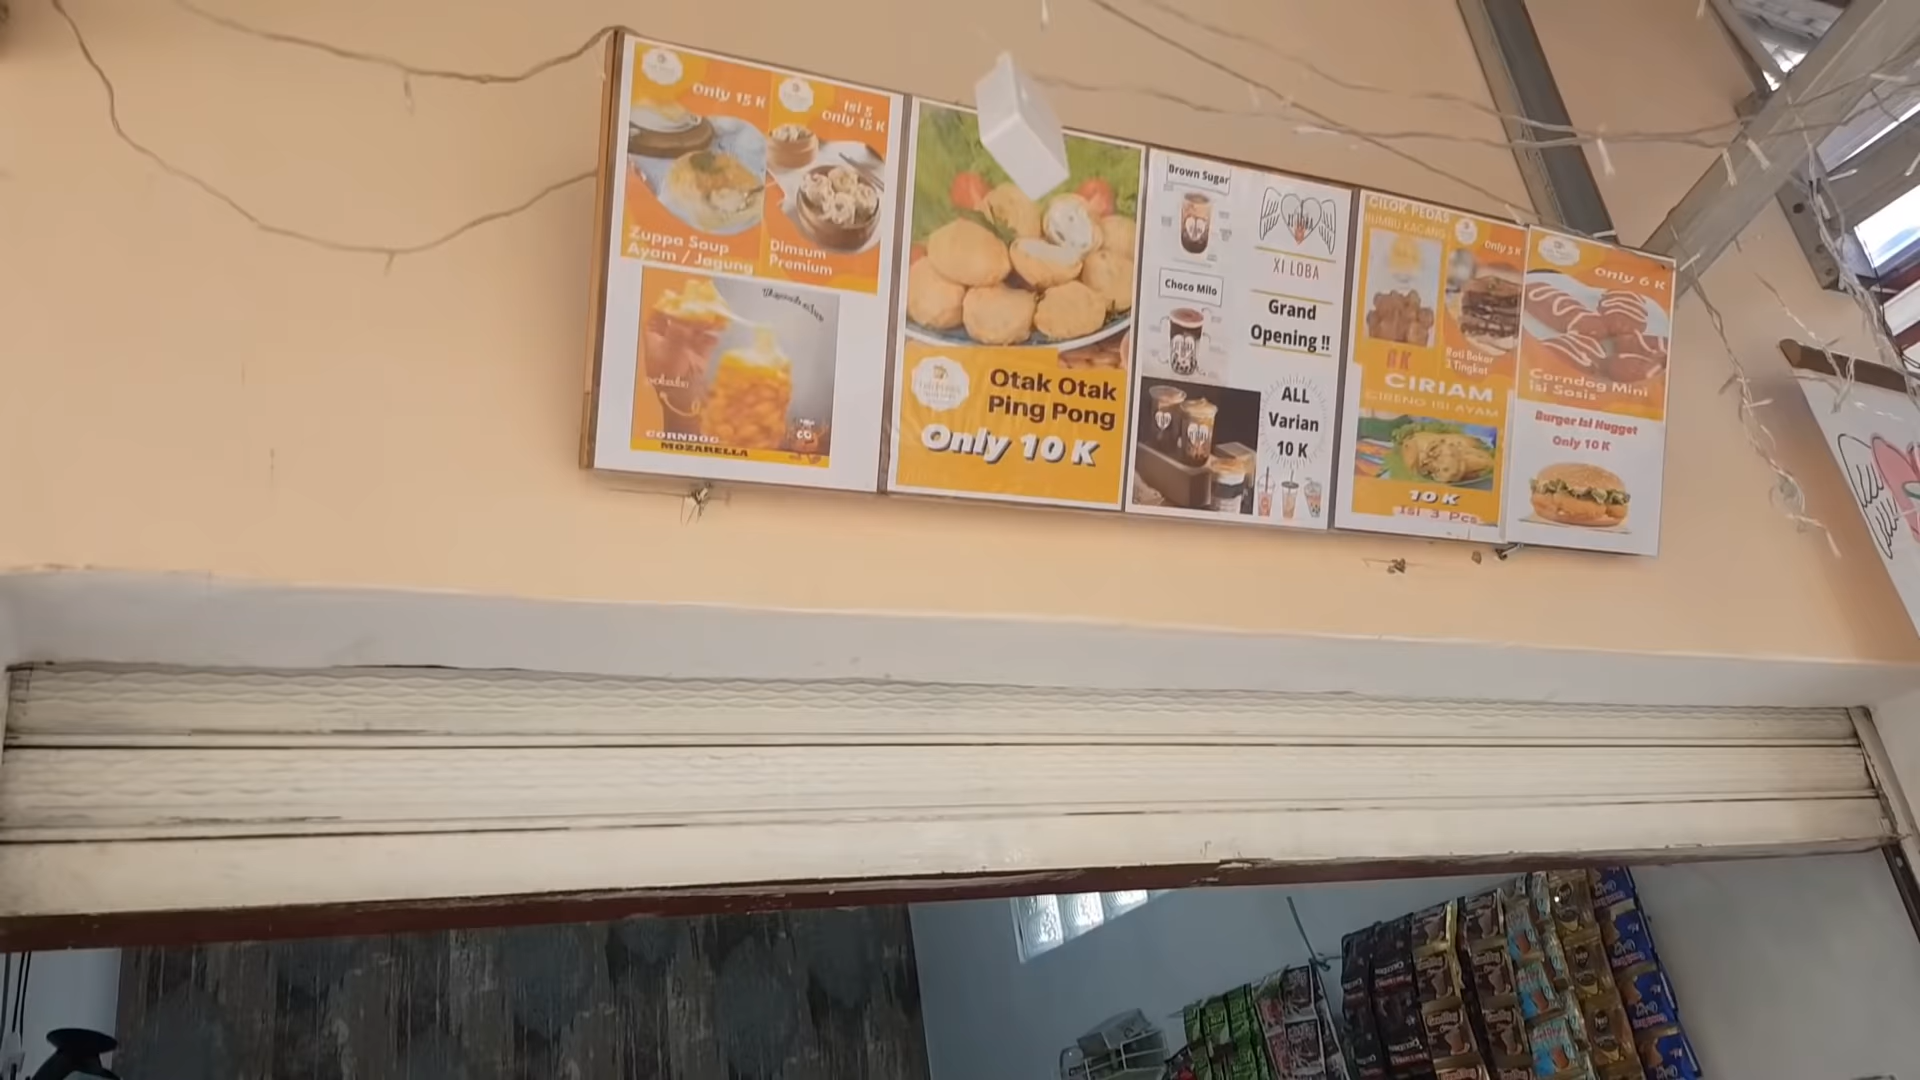 Only 15 K
Isi 5
Only 15 K
Zuppa Soup
Ayam / Jagung
Dimsum
Premium
CORNDOG
MOZARELLA
Otak Otak
Ping Pong
Only 10 K
Brown Sugar
Choco Milo
XI LOBA
Grand
Opening !!
ALL
Varian
10 K
CILOK PEDAS
BUMBU KACANG
6K
Only 5 K
Roti Bakar
3 Tingkat
CIRIAM
CIRENG ISI AYAM
10 K
Isi 3 Pcs
Only 6 K
Corndog Mini
isi Sosis
Burger Isi Nugget
Only 10 K